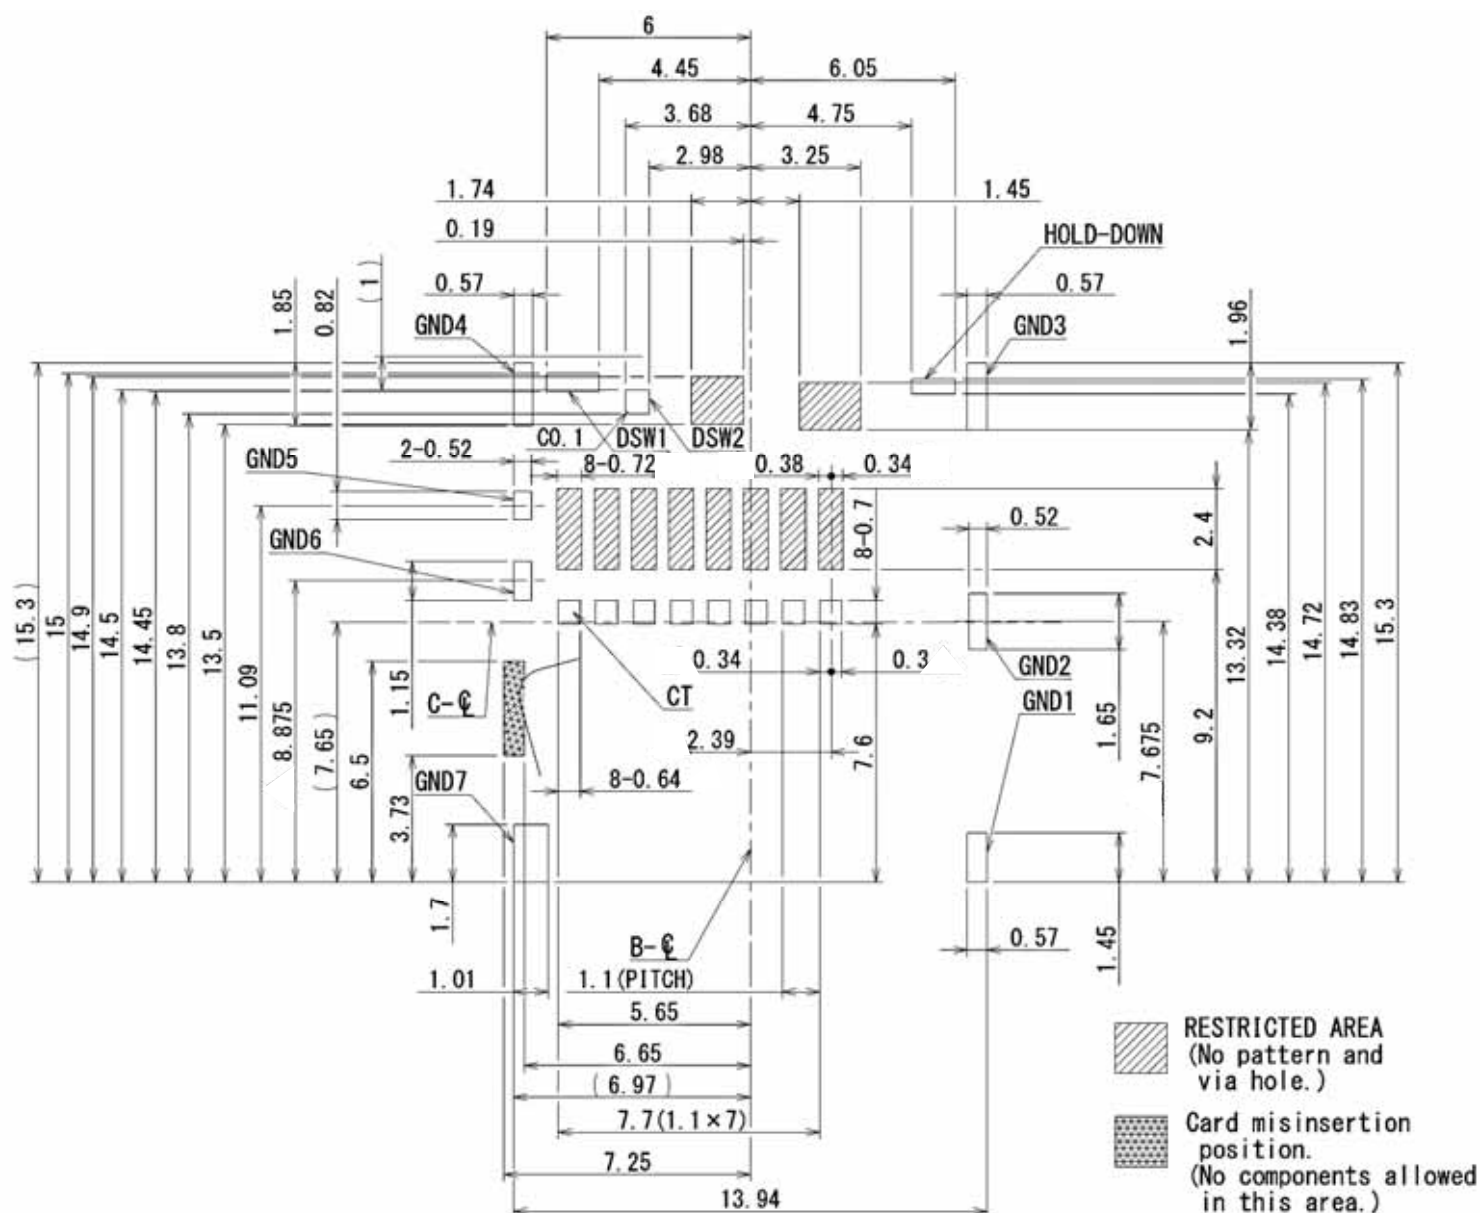 6
4.45
6.05
3.68
4.75
2.98
3.25
1.74
1.45
0.19
HOLD-DOWN
(1)
0.57
0.57
1.85
0.82
GND4
GND3
1.96
C0.1
DSW1
DSW2
2-0.52
8-0.72
0.38
0.34
GND5
GND6
8-0.7
0.52
2.4
(15.3)
15
14.9
14.5
14.45
13.8
13.5
11.09
8.875
(7.65)
6.5
1.15
3.73
C-℄
CT
0.34
0.3
GND2
GND1
2.39
7.6
1.65
7.675
9.2
13.32
14.38
14.72
14.83
15.3
GND7
8-0.64
1.7
B-℄
0.57
1.45
1.01
1.1(PITCH)
5.65
6.65
(6.97)
7.7(1.1×7)
7.25
13.94
RESTRICTED AREA
(No pattern and
via hole.)
Card misinsertion
position.
(No components allowed
in this area.)